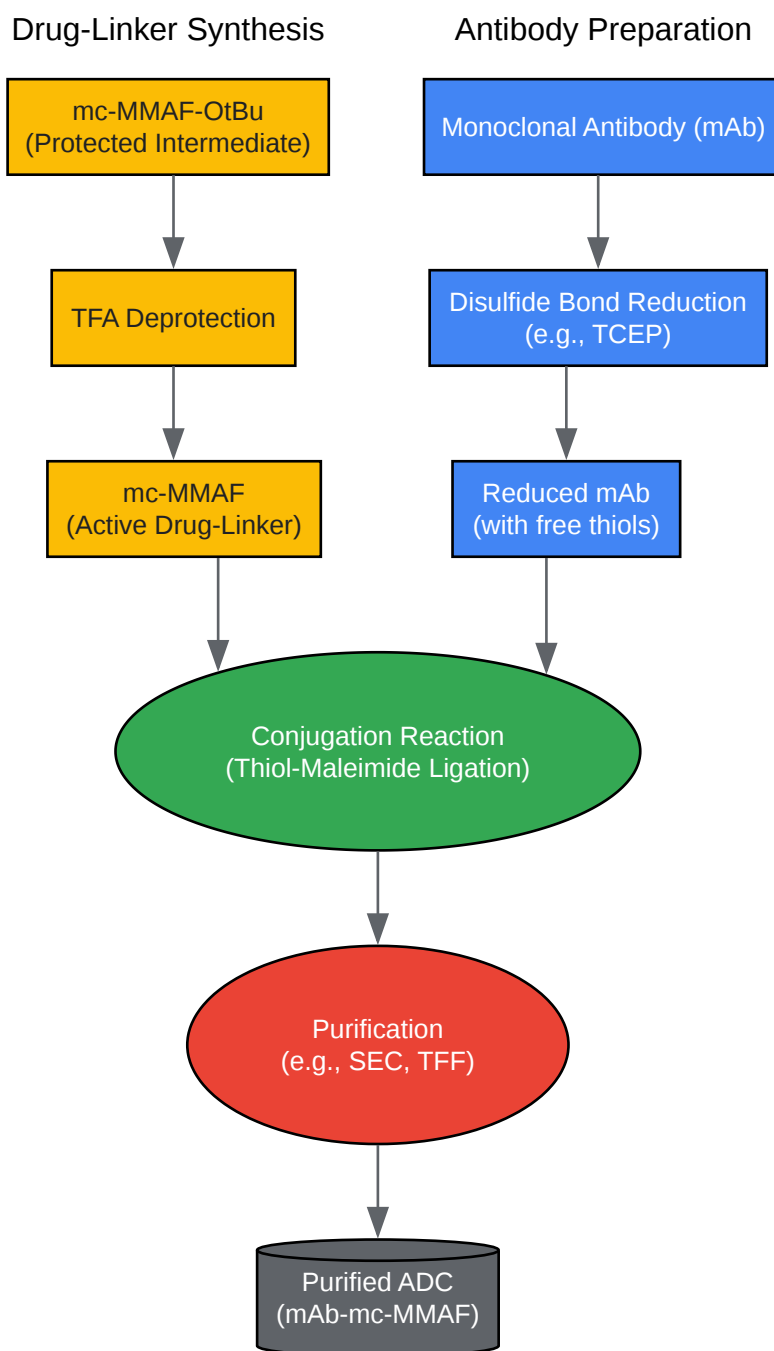 Drug-Linker Synthesis
Antibody Preparation
mc-MMAF-OtBu
(Protected Intermediate)
Monoclonal Antibody (mAb)
TFA Deprotection
Disulfide Bond Reduction
(e.g., TCEP)
mc-MMAF
(Active Drug-Linker)
Reduced mAb
(with free thiols)
Conjugation Reaction
(Thiol-Maleimide Ligation)
Purification
(e.g., SEC, TFF)
Purified ADC
(mAb-mc-MMAF)